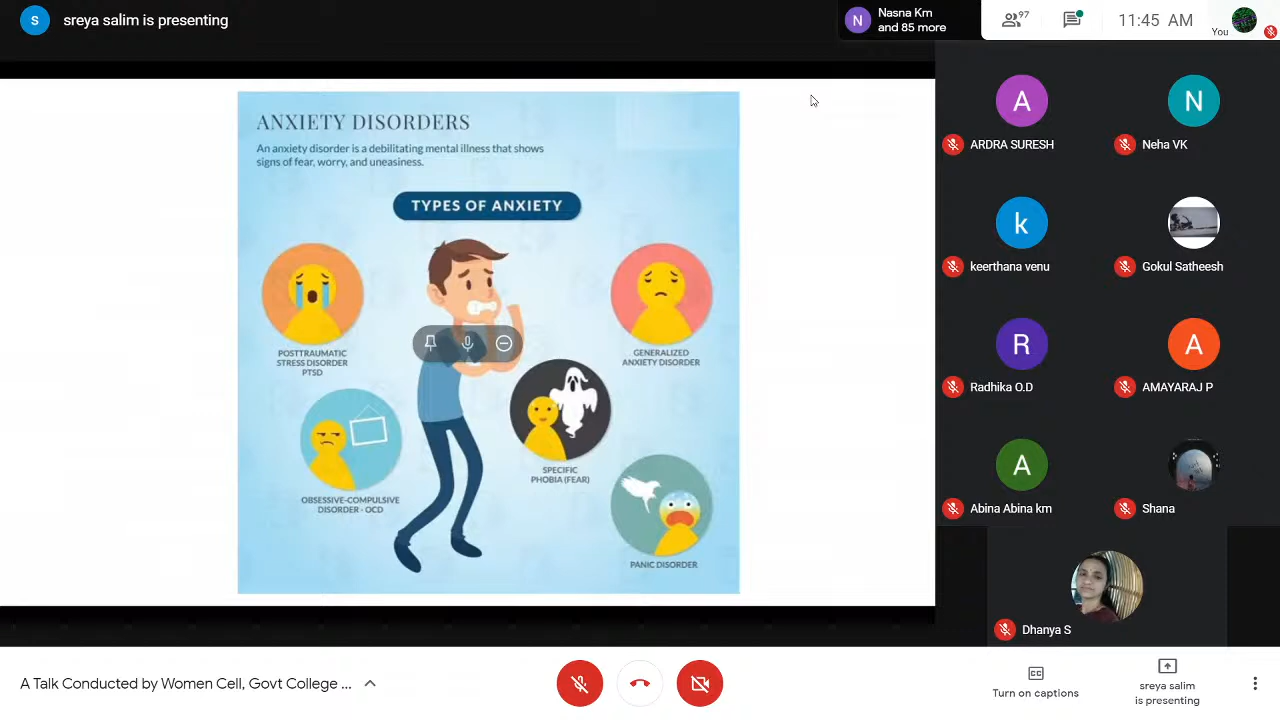 S
sreya salim is presenting
N
Nasna Km
and 85 more
97
11:45 AM
You
ANXIETY DISORDERS
An anxiety disorder is a debilitating mental illness that shows
signs of fear, worry, and uneasiness.
TYPES OF ANXIETY
POSTTRAUMATIC
STRESS DISORDER
PTSD
GENERALIZED
ANXIETY DISORDER
OBSESSIVE-COMPULSIVE
DISORDER - OCD
SPECIFIC
PHOBIA (FEAR)
PANIC DISORDER
A
ARDRA SURESH
N
Neha VK
k
keerthana venu
Gokul Satheesh
R
Radhika O.D
A
AMAYARAJ P
A
Abina Abina km
Shana
Dhanya S
A Talk Conducted by Women Cell, Govt College ...
CC
Turn on captions
sreya salim
is presenting